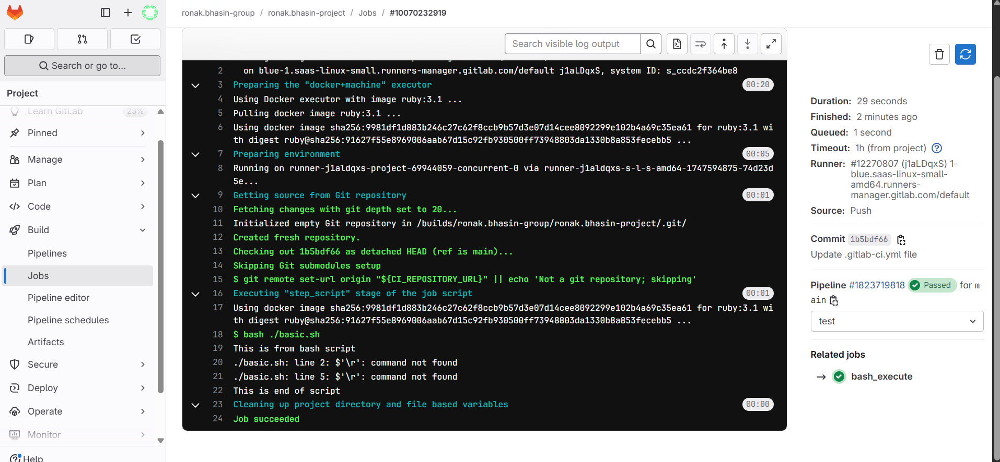 ronak.bhasin-group / ronak.bhasin-project / Jobs / #10070232919
Search or go to...
Project
Learn GitLab 23%
Pinned
Manage
Plan
Code
Build
Pipelines
Jobs
Pipeline editor
Pipeline schedules
Artifacts
Secure
Deploy
Operate
Monitor
Help
Search visible log output
2 on blue-1.saas-linux-small.runners-manager.gitlab.com/default j1aLDqxS, system ID: s_ccdc2f364be8
3 Preparing the "docker+machine" executor 00:20
4 Using Docker executor with image ruby:3.1 ...
5 Pulling docker image ruby:3.1 ...
6 Using docker image sha256:9981df1d883b246c27c62f8ccb9b57d3e07d14cee8092299e102b4a69c35ea61 for ruby:3.1 wi
th digest ruby@sha256:91627f55e8969006aab67d15c92fb930500ff73948803da1330b8a853fecebb5 ...
7 Preparing environment 00:05
8 Running on runner-j1aldqxs-project-69944059-concurrent-0 via runner-j1aldqxs-s-l-s-amd64-1747594875-74d23d
5e...
9 Getting source from Git repository 00:01
10 Fetching changes with git depth set to 20...
11 Initialized empty Git repository in /builds/ronak.bhasin-group/ronak.bhasin-project/.git/
12 Created fresh repository.
13 Checking out 1b5bdf66 as detached HEAD (ref is main)...
14 Skipping Git submodules setup
15 $ git remote set-url origin "${CI_REPOSITORY_URL}" || echo 'Not a git repository; skipping'
16 Executing "step_script" stage of the job script 00:01
17 Using docker image sha256:9981df1d883b246c27c62f8ccb9b57d3e07d14cee8092299e102b4a69c35ea61 for ruby:3.1 wi
th digest ruby@sha256:91627f55e8969006aab67d15c92fb930500ff73948803da1330b8a853fecebb5 ...
18 $ bash ./basic.sh
19 This is from bash script
20 ./basic.sh: line 2: $'\r': command not found
21 ./basic.sh: line 5: $'\r': command not found
22 This is end of script
23 Cleaning up project directory and file based variables 00:00
24 Job succeeded
Duration: 29 seconds
Finished: 2 minutes ago
Queued: 1 second
Timeout: 1h (from project)
Runner: #12270807 (j1aLDqxS) 1-
blue.saas-linux-small-
amd64.runners-
manager.gitlab.com/default
Source: Push
Commit 1b5bdf66
Update .gitlab-ci.yml file
Pipeline #1823719818 Passed for m
ain
test
Related jobs
→ bash_execute